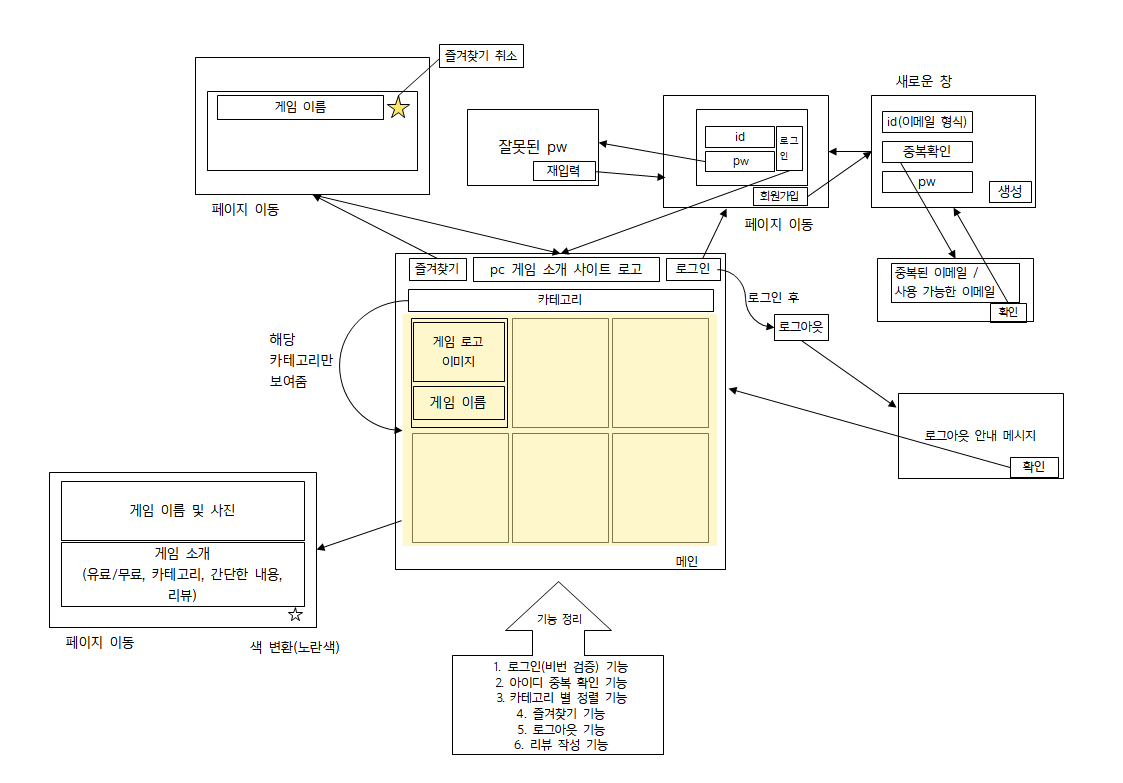 즐겨찾기 취소
게임 이름
페이지 이동
잘못된 pw
재입력
id
pw
로그
인
회원가입
페이지 이동
새로운 창
id(이메일 형식)
중복확인
pw
생성
중복된 이메일 /
사용 가능한 이메일
확인
즐겨찾기
pc 게임 소개 사이트 로고
로그인
카테고리
로그인 후
로그아웃
해당
카테고리만
보여줌
게임 로고
이미지
게임 이름
로그아웃 안내 메시지
확인
메인
게임 이름 및 사진
게임 소개
(유료/무료, 카테고리, 간단한 내용,
리뷰)
페이지 이동
색 변환(노란색)
기능 정리
1. 로그인(비번 검증) 기능
2. 아이디 중복 확인 기능
3. 카테고리 별 정렬 기능
4. 즐겨찾기 기능
5. 로그아웃 기능
6. 리뷰 작성 기능